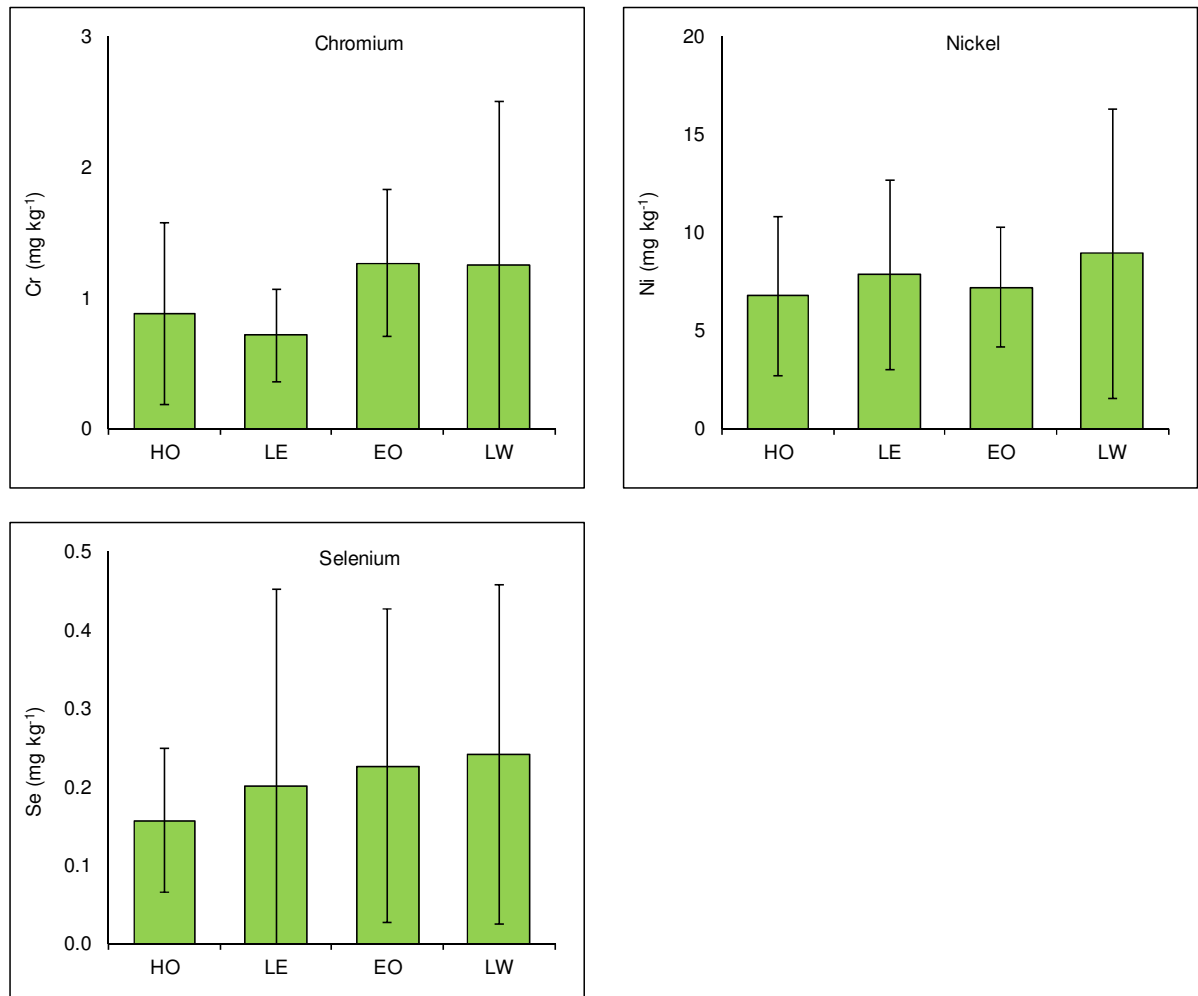 Chromium
Cr (mg kg-1)
3
2
1
0
HO LE EO LW
Nickel
Ni (mg kg-1)
20
15
10
5
0
HO LE EO LW
Selenium
Se (mg kg-1)
0.5
0.4
0.3
0.2
0.1
0.0
HO LE EO LW